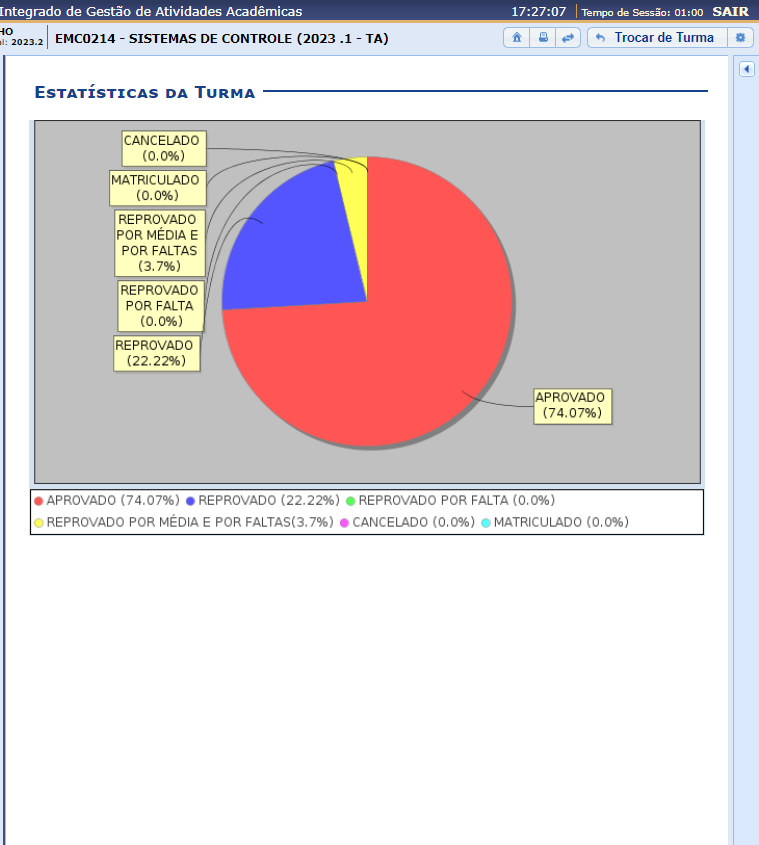 Integrado de Gestão de Atividades Acadêmicas 17:27:07 Tempo de Sessão: 01:00 SAIR
HO
el: 2023.2 EMC0214 - SISTEMAS DE CONTROLE (2023 .1 - TA) Trocar de Turma
ESTATÍSTICAS DA TURMA
CANCELADO
(0.0%)
MATRICULADO
(0.0%)
REPROVADO
POR MÉDIA E
POR FALTAS
(3.7%)
REPROVADO
POR FALTA
(0.0%)
REPROVADO
(22.22%)
APROVADO
(74.07%)
APROVADO (74.07%) REPROVADO (22.22%) REPROVADO POR FALTA (0.0%)
REPROVADO POR MÉDIA E POR FALTAS(3.7%) CANCELADO (0.0%) MATRICULADO (0.0%)